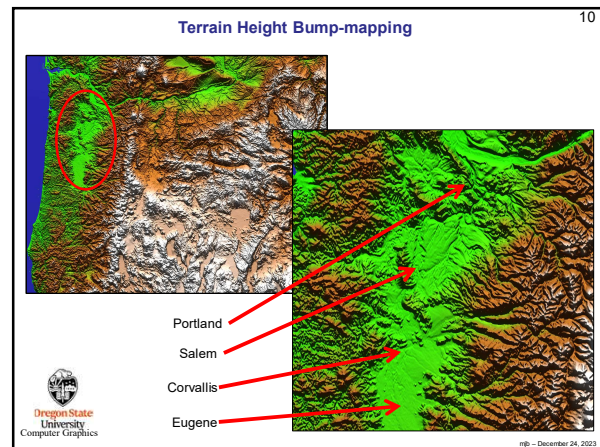 10
Terrain Height Bump-mapping
Portland
Salem
Corvallis
Eugene
Oregon State
University
Computer Graphics
mjb – December 24, 2023